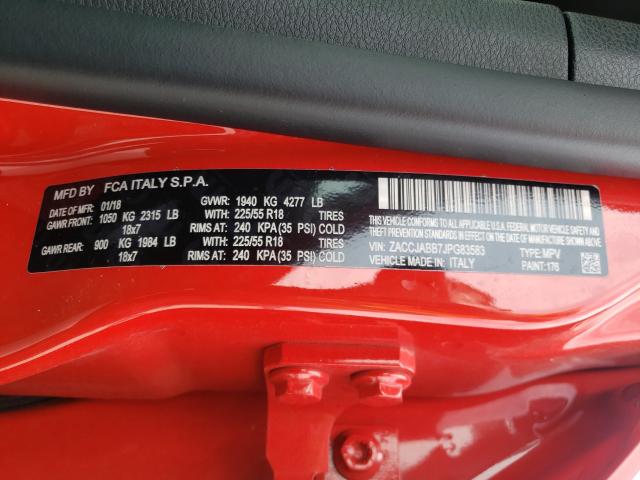 MFD BY FCA ITALY S.P.A.
DATE OF MFR: 01/18 GVWR: 1940 KG 4277 LB
GAWR FRONT: 1050 KG 2315 LB WITH: 225/55 R18 TIRES
18x7 RIMS AT: 240 KPA(35 PSI) COLD
GAWR REAR: 900 KG 1984 LB WITH: 225/55 R18 TIRES
18x7 RIMS AT: 240 KPA(35 PSI) COLD
THIS VEHICLE CONFORMS TO ALL APPLICABLE U.S.A.
FEDERAL MOTOR VEHICLE SAFETY, BUMPER, AND
THEFT PREVENTION STANDARDS IN EFFECT ON THE
DATE OF MANUFACTURE SHOWN ABOVE.
VIN: ZACCJABB7JPG83583 TYPE: MPV
VEHICLE MADE IN: ITALY PAINT: 176